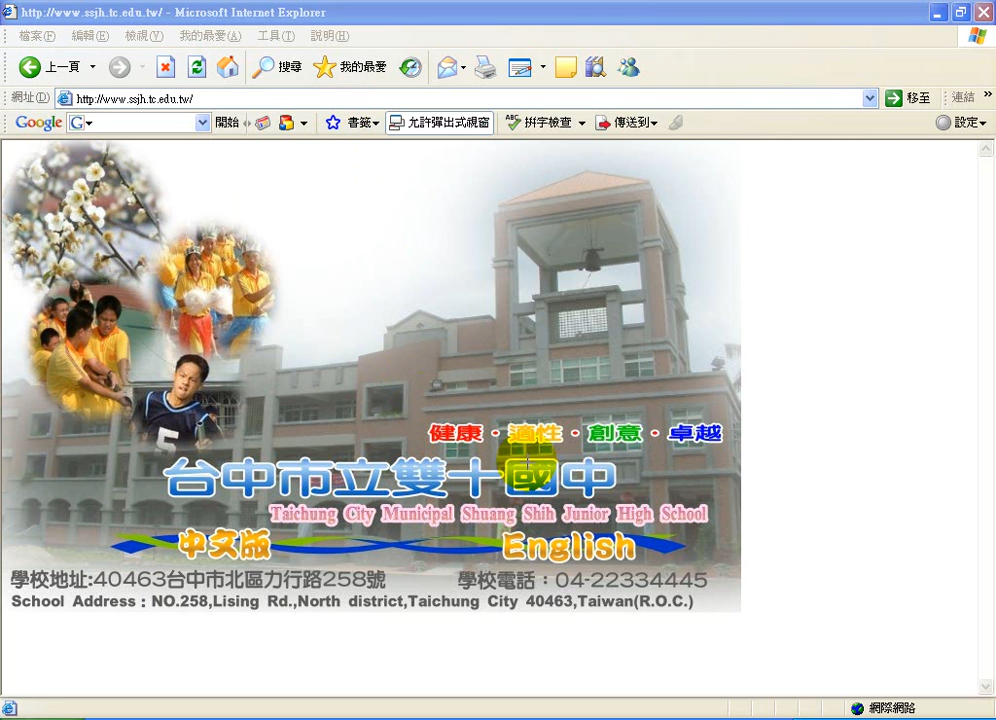 http://www.ssjh.tc.edu.tw/ - Microsoft Internet Explorer
檔案(F) 編輯(E) 檢視(V) 我的最愛(A) 工具(T) 說明(H)
上一頁 搜尋 我的最愛
網址(D) http://www.ssjh.tc.edu.tw/ 移至 連結 »
Google G 開始 書籤 允許彈出式視窗 ABC 拼字檢查 傳送到 設定
5
健康・適性・創意・卓越
台中市立雙十國中
Taichung City Municipal Shuang Shih Junior High School
中文版 English
學校地址:40463台中市北區力行路258號 學校電話:04-22334445
School Address:NO.258,Lising Rd.,North district,Taichung City 40463,Taiwan(R.O.C.)
網際網路